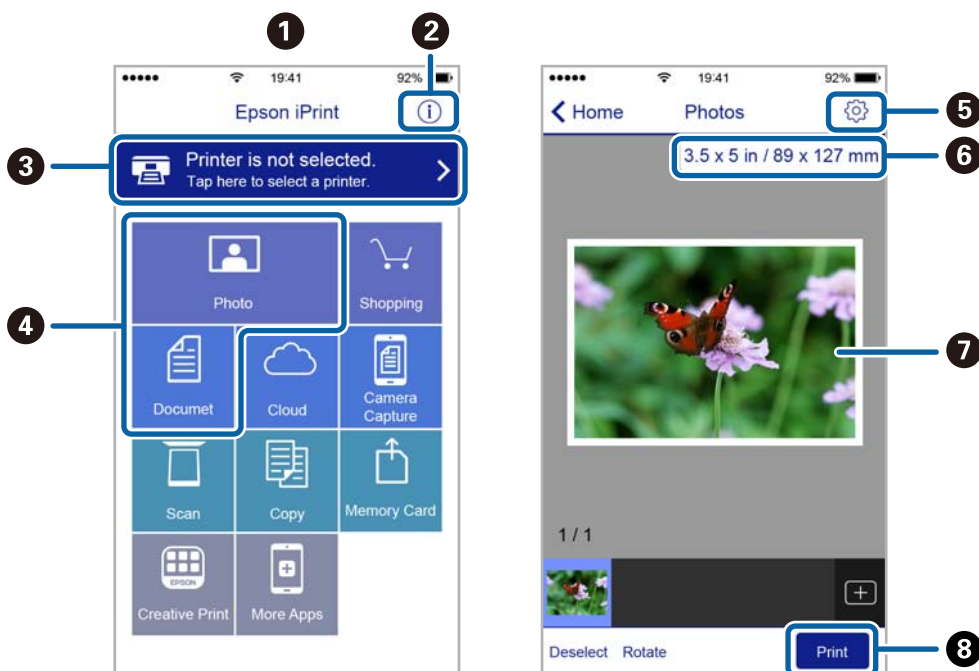 1
2
19:41
92%
Epson iPrint
3
Printer is not selected.
Tap here to select a printer.
4
Photo
Shopping
Documet
Cloud
Camera
Capture
Scan
Copy
Memory Card
EPSON
Creative Print
More Apps
19:41
92%
Home
Photos
5
3.5 x 5 in / 89 x 127 mm
6
7
1 / 1
Deselect
Rotate
Print
8